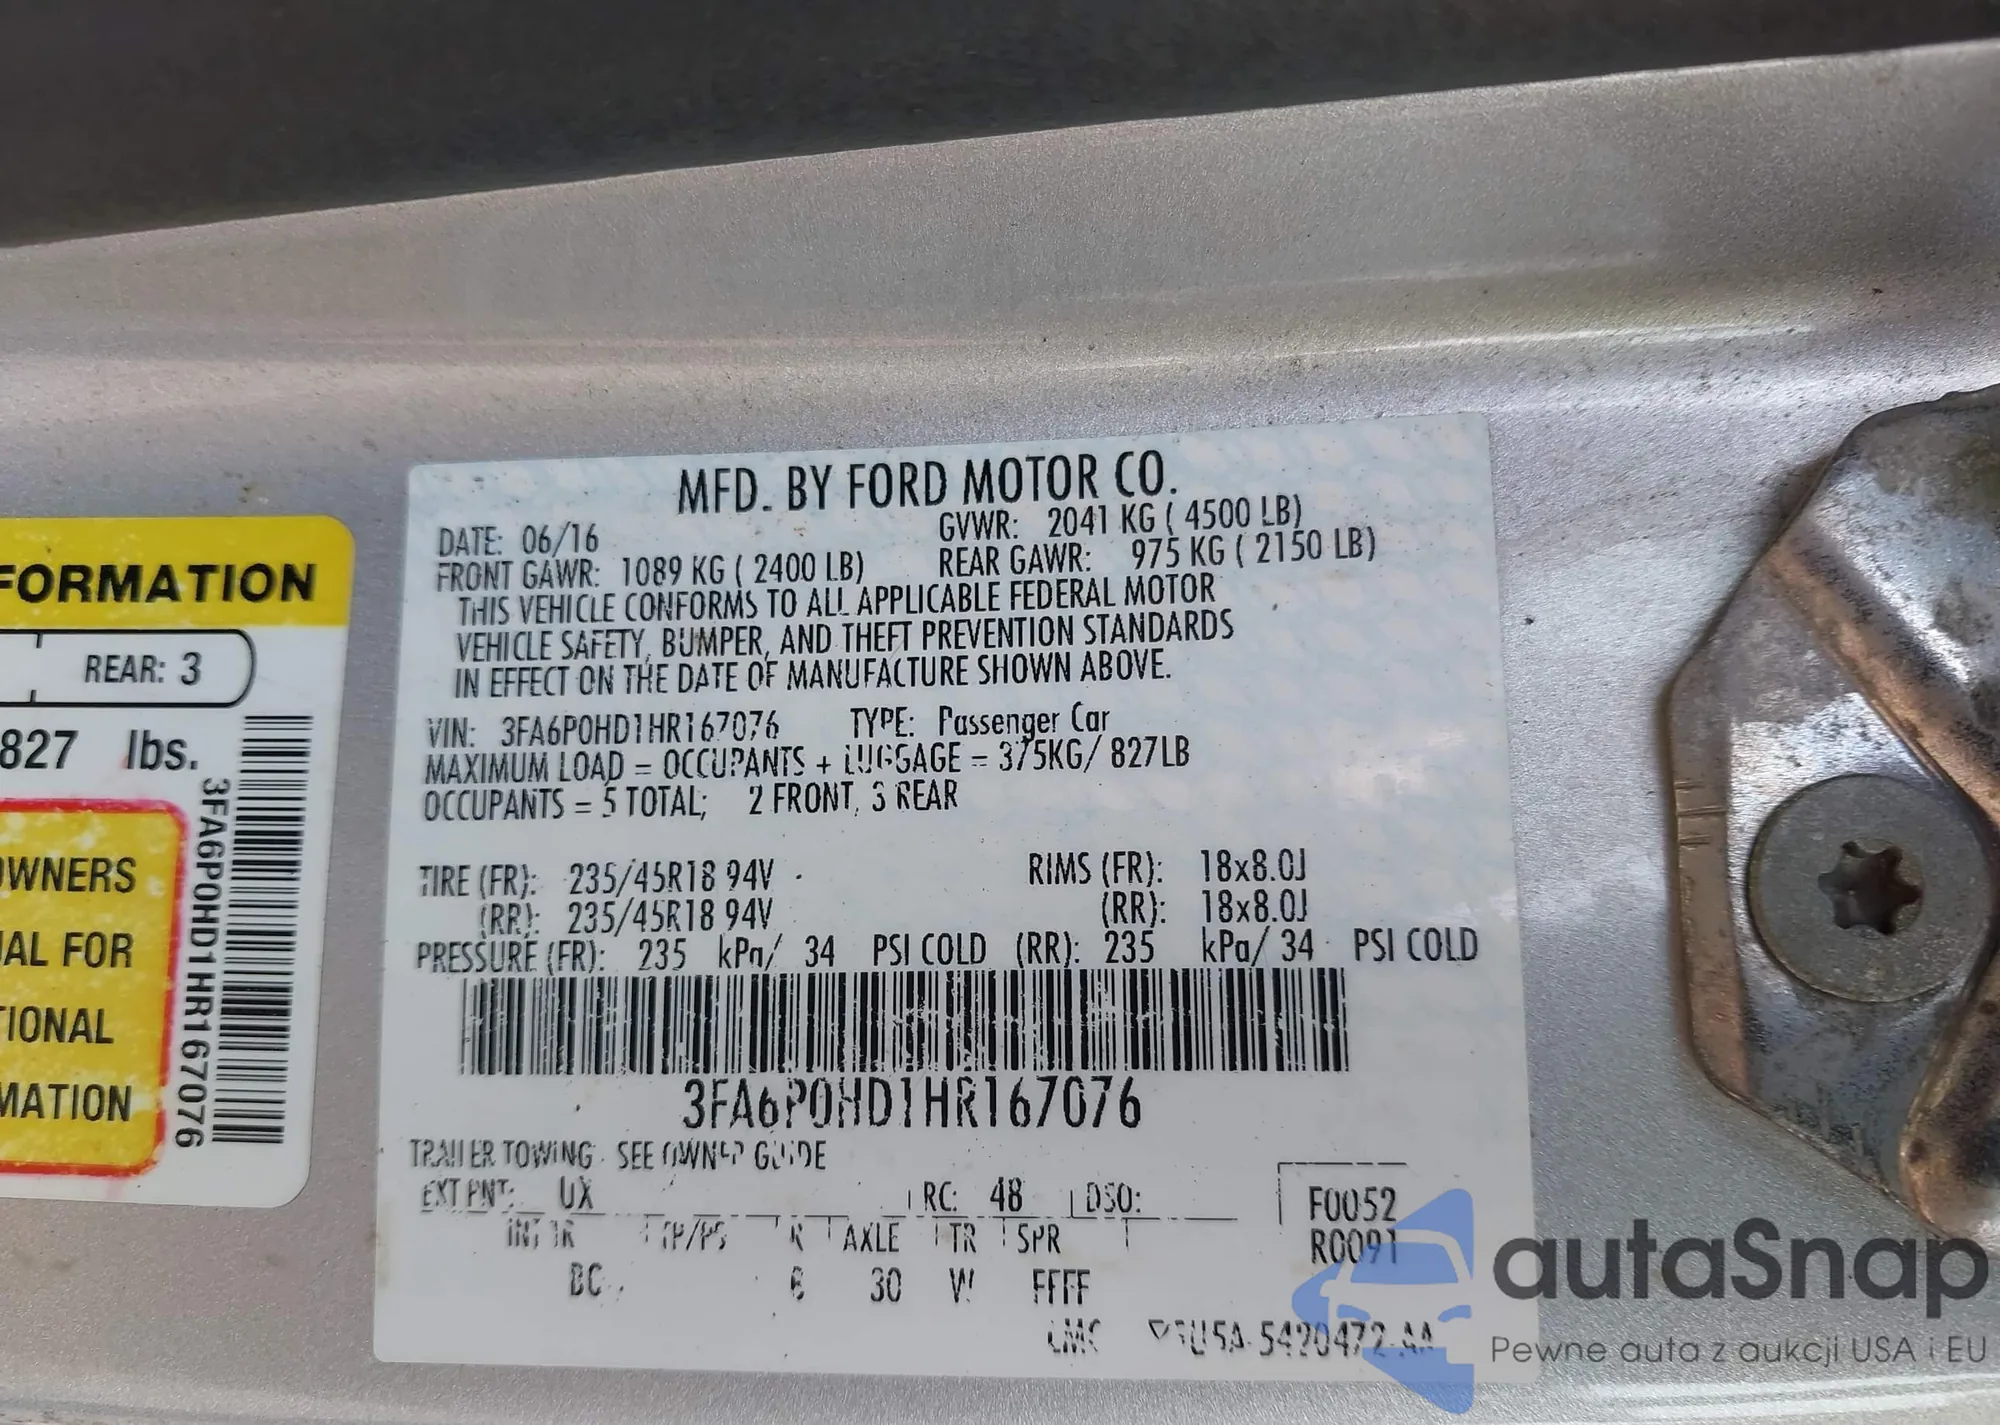 FORMATION
REAR: 3
827 lbs.
3FA6P0HD1HR167076
OWNERS
AL FOR
TIONAL
MATION
MFD. BY FORD MOTOR CO.
DATE: 06/16 GVWR: 2041 KG ( 4500 LB)
FRONT GAWR: 1089 KG ( 2400 LB) REAR GAWR: 975 KG ( 2150 LB)
THIS VEHICLE CONFORMS TO ALL APPLICABLE FEDERAL MOTOR
VEHICLE SAFETY, BUMPER, AND THEFT PREVENTION STANDARDS
IN EFFECT ON THE DATE OF MANUFACTURE SHOWN ABOVE.
VIN: 3FA6P0HD1HR167076 TYPE: Passenger Car
MAXIMUM LOAD = OCCUPANTS + LUGGAGE = 375KG/ 827LB
OCCUPANTS = 5 TOTAL; 2 FRONT, 3 REAR
TIRE (FR): 235/45R18 94V RIMS (FR): 18x8.0J
(RR): 235/45R18 94V (RR): 18x8.0J
PRESSURE (FR): 235 kPa/ 34 PSI COLD (RR): 235 kPa/ 34 PSI COLD
3FA6P0HD1HR167076
TRAILER TOWING - SEE OWNER GUIDE
EXT PNT: UX RC: 48 DSO: F0052
INT TR TP/PS R AXLE TR SPR R0091
BC 30 W FFFF
5420472-AA
autaSnap
Pewne auta z aukcji USA i EU